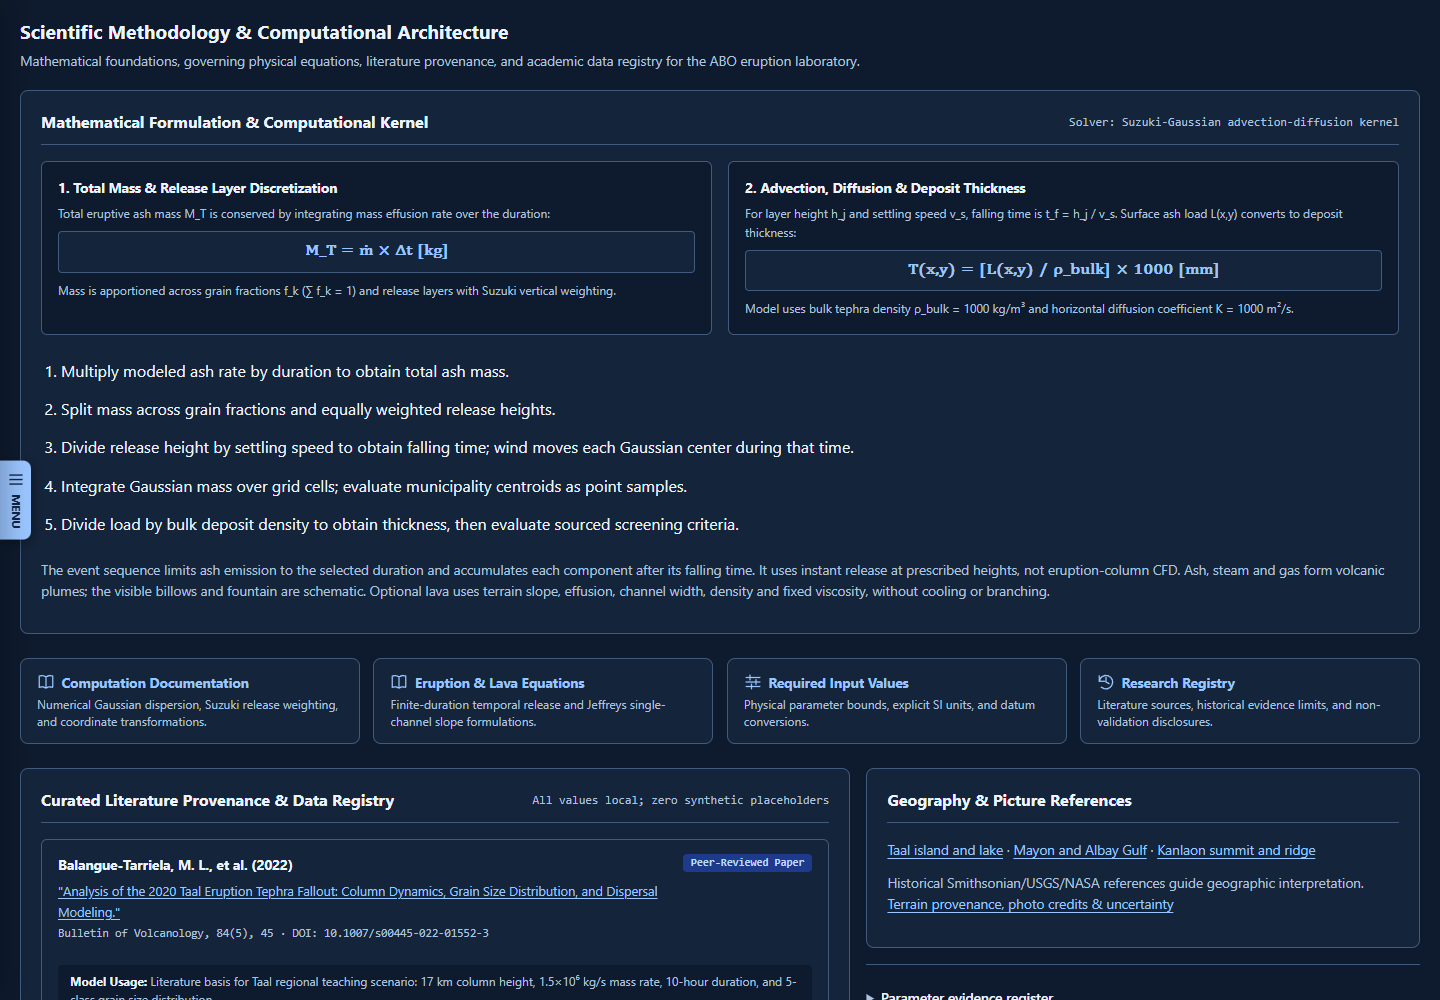 Scientific Methodology & Computational Architecture
Mathematical foundations, governing physical equations, literature provenance, and academic data registry for the ABO eruption laboratory.
Mathematical Formulation & Computational Kernel
Solver: Suzuki-Gaussian advection-diffusion kernel
1. Total Mass & Release Layer Discretization
Total eruptive ash mass M_T is conserved by integrating mass effusion rate over the duration:
M_T = ṁ × Δt [kg]
Mass is apportioned across grain fractions f_k (∑ f_k = 1) and release layers with Suzuki vertical weighting.
2. Advection, Diffusion & Deposit Thickness
For layer height h_j and settling speed v_s, falling time is t_f = h_j / v_s. Surface ash load L(x,y) converts to deposit
thickness:
T(x,y) = [L(x,y) / ρ_bulk] × 1000 [mm]
Model uses bulk tephra density ρ_bulk = 1000 kg/m³ and horizontal diffusion coefficient K = 1000 m²/s.
1. Multiply modeled ash rate by duration to obtain total ash mass.
2. Split mass across grain fractions and equally weighted release heights.
3. Divide release height by settling speed to obtain falling time; wind moves each Gaussian center during that time.
4. Integrate Gaussian mass over grid cells; evaluate municipality centroids as point samples.
5. Divide load by bulk deposit density to obtain thickness, then evaluate sourced screening criteria.
MENU
The event sequence limits ash emission to the selected duration and accumulates each component after its falling time. It uses instant release at prescribed heights, not eruption-column CFD. Ash, steam and gas form volcanic
plumes; the visible billows and fountain are schematic. Optional lava uses terrain slope, effusion, channel width, density and fixed viscosity, without cooling or branching.
Computation Documentation
Numerical Gaussian dispersion, Suzuki release weighting,
and coordinate transformations.
Eruption & Lava Equations
Finite-duration temporal release and Jeffreys single-
channel slope formulations.
Required Input Values
Physical parameter bounds, explicit SI units, and datum
conversions.
Research Registry
Literature sources, historical evidence limits, and non-
validation disclosures.
Curated Literature Provenance & Data Registry
All values local; zero synthetic placeholders
Balangue-Tarriela, M. L., et al. (2022)
Peer-Reviewed Paper
"Analysis of the 2020 Taal Eruption Tephra Fallout: Column Dynamics, Grain Size Distribution, and Dispersal
Modeling."
Bulletin of Volcanology, 84(5), 45 · DOI: 10.1007/s00445-022-01552-3
Model Usage: Literature basis for Taal regional teaching scenario: 17 km column height, 1.5×10⁶ kg/s mass rate, 10-hour duration, and 5-
class grain size distribution
Geography & Picture References
Taal island and lake · Mayon and Albay Gulf · Kanlaon summit and ridge
Historical Smithsonian/USGS/NASA references guide geographic interpretation.
Terrain provenance, photo credits & uncertainty
Parameter evidence register